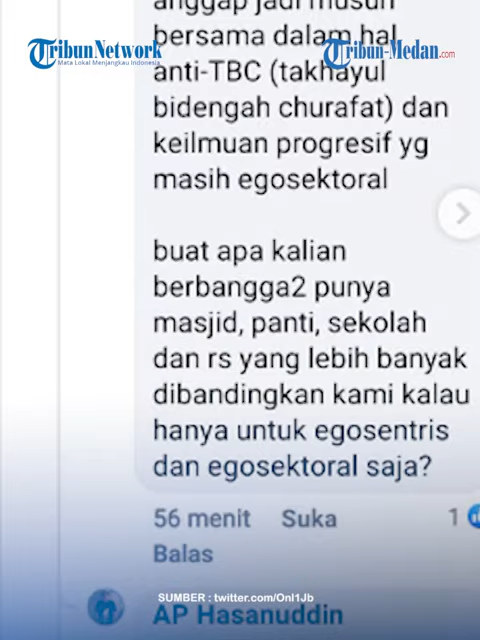 anggap jadi musuh
TribunNetwork
Mata Lokal Menjangkau Indonesia
Tribun-Medan.com
bersama dalam hal
anti-TBC (takhayul
bidengah churafat) dan
keilmuan progresif yg
masih egosektoral
buat apa kalian
berbangga2 punya
masjid, panti, sekolah
dan rs yang lebih banyak
dibandingkan kami kalau
hanya untuk egosentris
dan egosektoral saja?
56 menit Suka 1
Balas
SUMBER : twitter.com/Onl1Jb
AP Hasanuddin